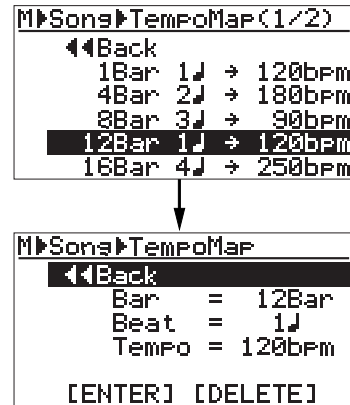 M▶Song▶TempoMap(1/2)
◀◀Back
1Bar 1♩ → 120bpm
4Bar 2♩ → 180bpm
8Bar 3♩ → 90bpm
12Bar 1♩ → 120bpm
16Bar 4♩ → 250bpm
M▶Song▶TempoMap
◀◀Back
Bar = 12Bar
Beat = 1♩
Tempo = 120bpm
[ENTER] [DELETE]